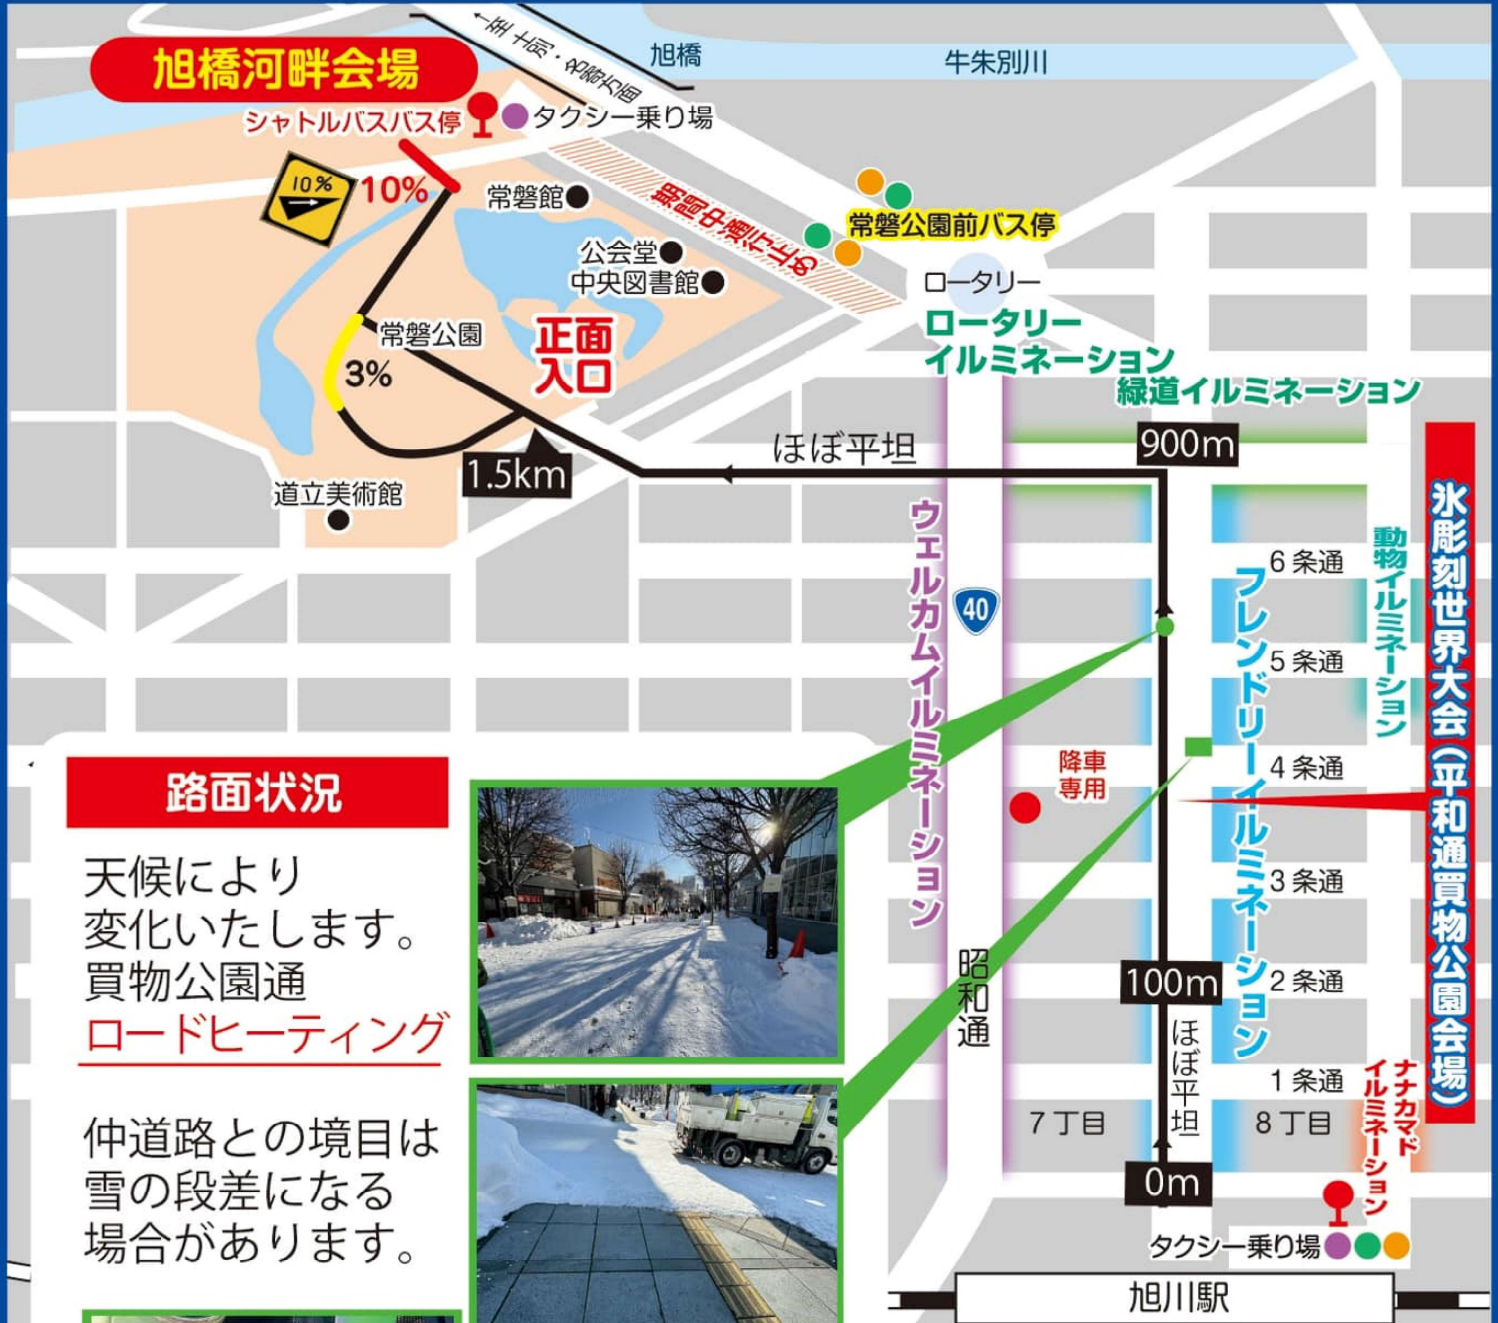 ←至 士別・名寄方面
旭橋
牛朱別川
旭橋河畔会場
シャトルバスバス停
タクシー乗り場
10%
10%
常磐館
期間中通行止め
常磐公園前バス停
公会堂
中央図書館
ロータリー
ロータリー
イルミネーション
正面
入口
常磐公園
3%
緑道イルミネーション
900m
ほぼ平坦
1.5km
道立美術館
ウェルカムイルミネーション
40
フレンドリーイルミネーション
動物イルミネーション
氷彫刻世界大会(平和通買物公園会場)
6条通
5条通
4条通
降車
専用
3条通
2条通
昭和通
100m
ほぼ平坦
1条通
7丁目
8丁目
ナナカマド
イルミネーション
0m
タクシー乗り場
旭川駅
路面状況
天候により
変化いたします。
買物公園通
ロードヒーティング
仲道路との境目は
雪の段差になる
場合があります。